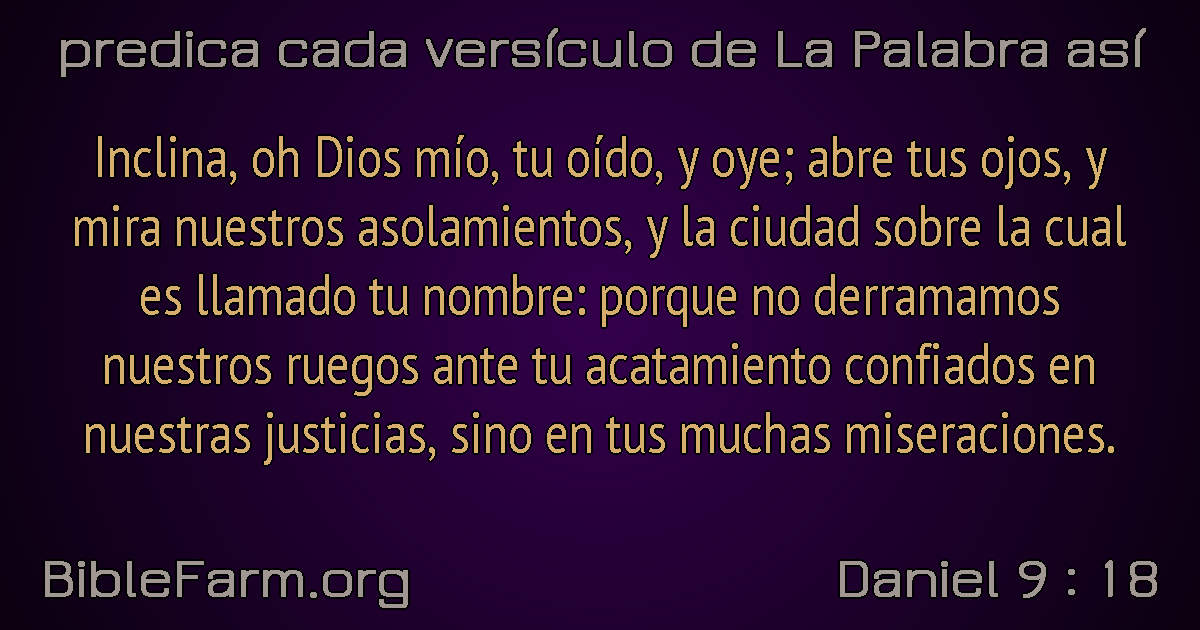 predica cada versículo de La Palabra así
Inclina, oh Dios mío, tu oído, y oye; abre tus ojos, y
mira nuestros asolamientos, y la ciudad sobre la cual
es llamado tu nombre: porque no derramamos
nuestros ruegos ante tu acatamiento confiados en
nuestras justicias, sino en tus muchas miseraciones.
BibleFarm.org
Daniel 9 : 18